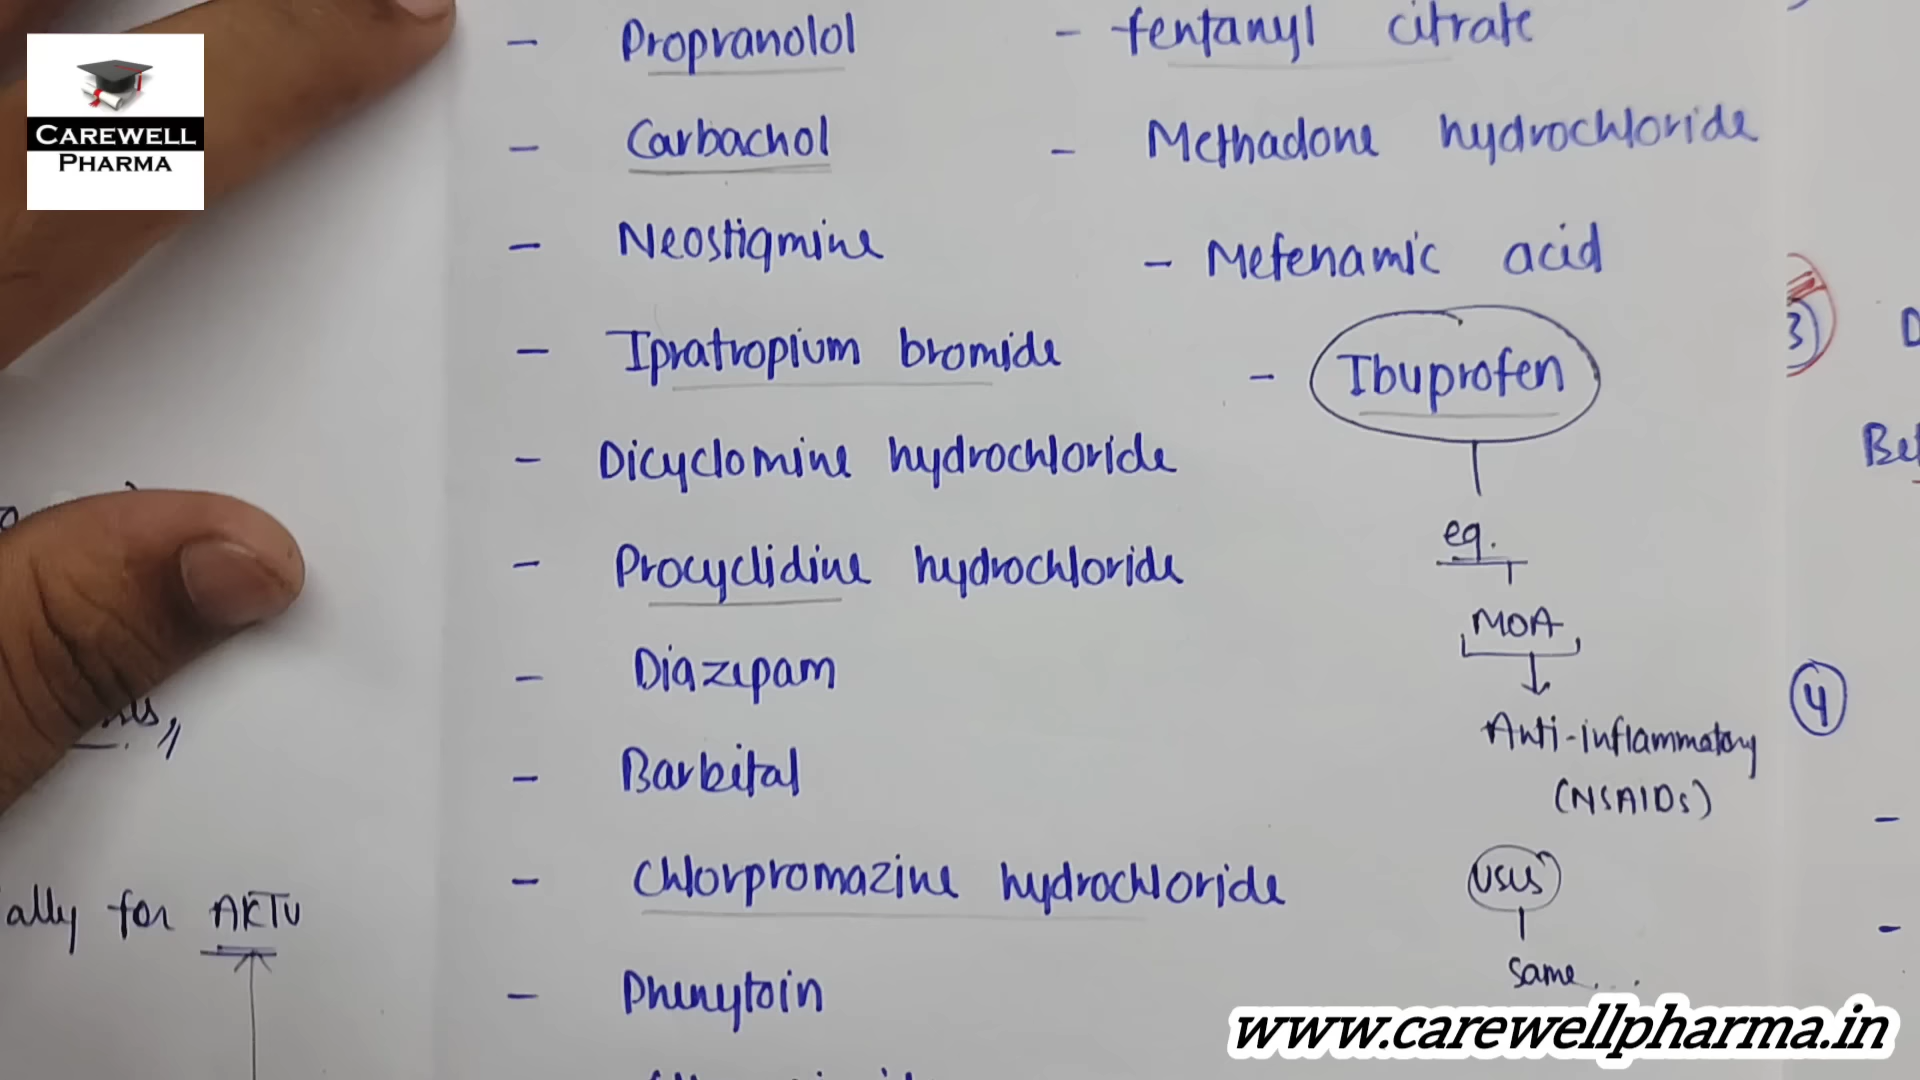 CAREWELL
PHARMA
- Propranolol
- Carbachol
- Neostigmine
- Ipratropium bromide
- Dicyclomine hydrochloride
- Procyclidine hydrochloride
- Diazepam
- Barbital
- Chlorpromazine hydrochloride
- Phenytoin
- fentanyl citrate
- Methadone hydrochloride
- Mefenamic acid
- Ibuprofen
eg.
MOA
Anti-inflammatory
(NSAIDs)
uses
same....
ally for AKTU
3
4
www.carewellpharma.in